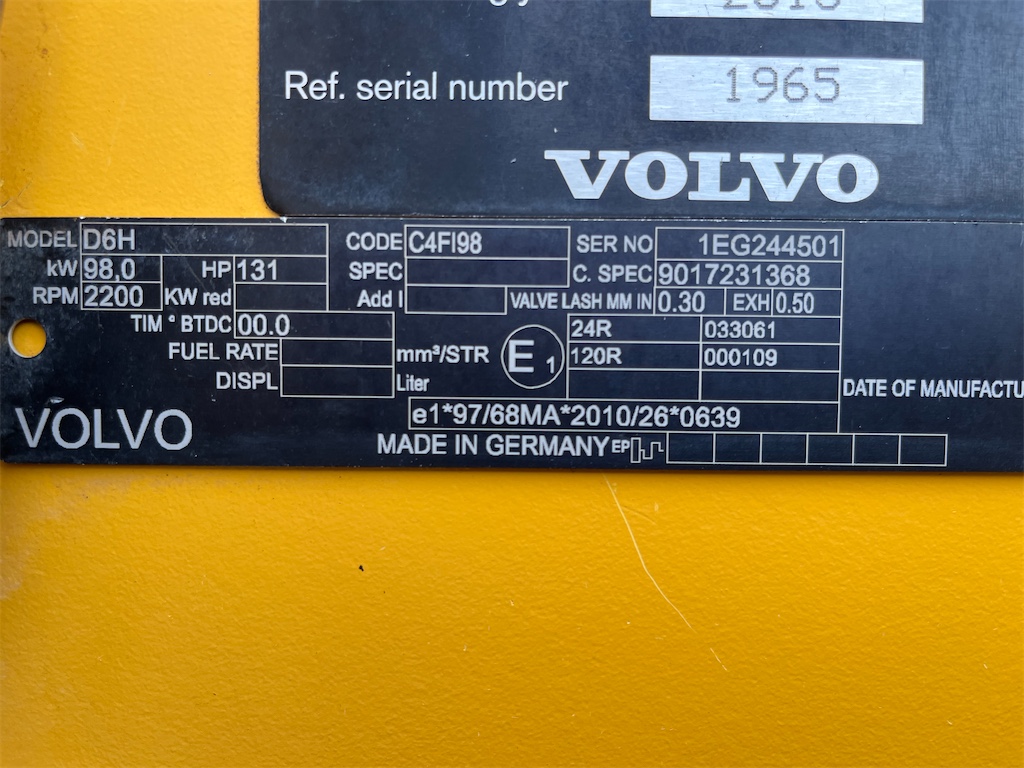 Ref. serial number 1965
VOLVO
MODEL D6H CODE C4FI98 SER NO 1EG244501
kW 98.0 HP 131 SPEC C. SPEC 9017231368
RPM 2200 KW red Add I VALVE LASH MM IN 0.30 EXH 0.50
TIM ° BTDC 00.0 24R 033061
FUEL RATE mm³/STR E 1 120R 000109
DISPL Liter DATE OF MANUFACTU
e1*97/68MA*2010/26*0639
VOLVO
MADE IN GERMANY EP